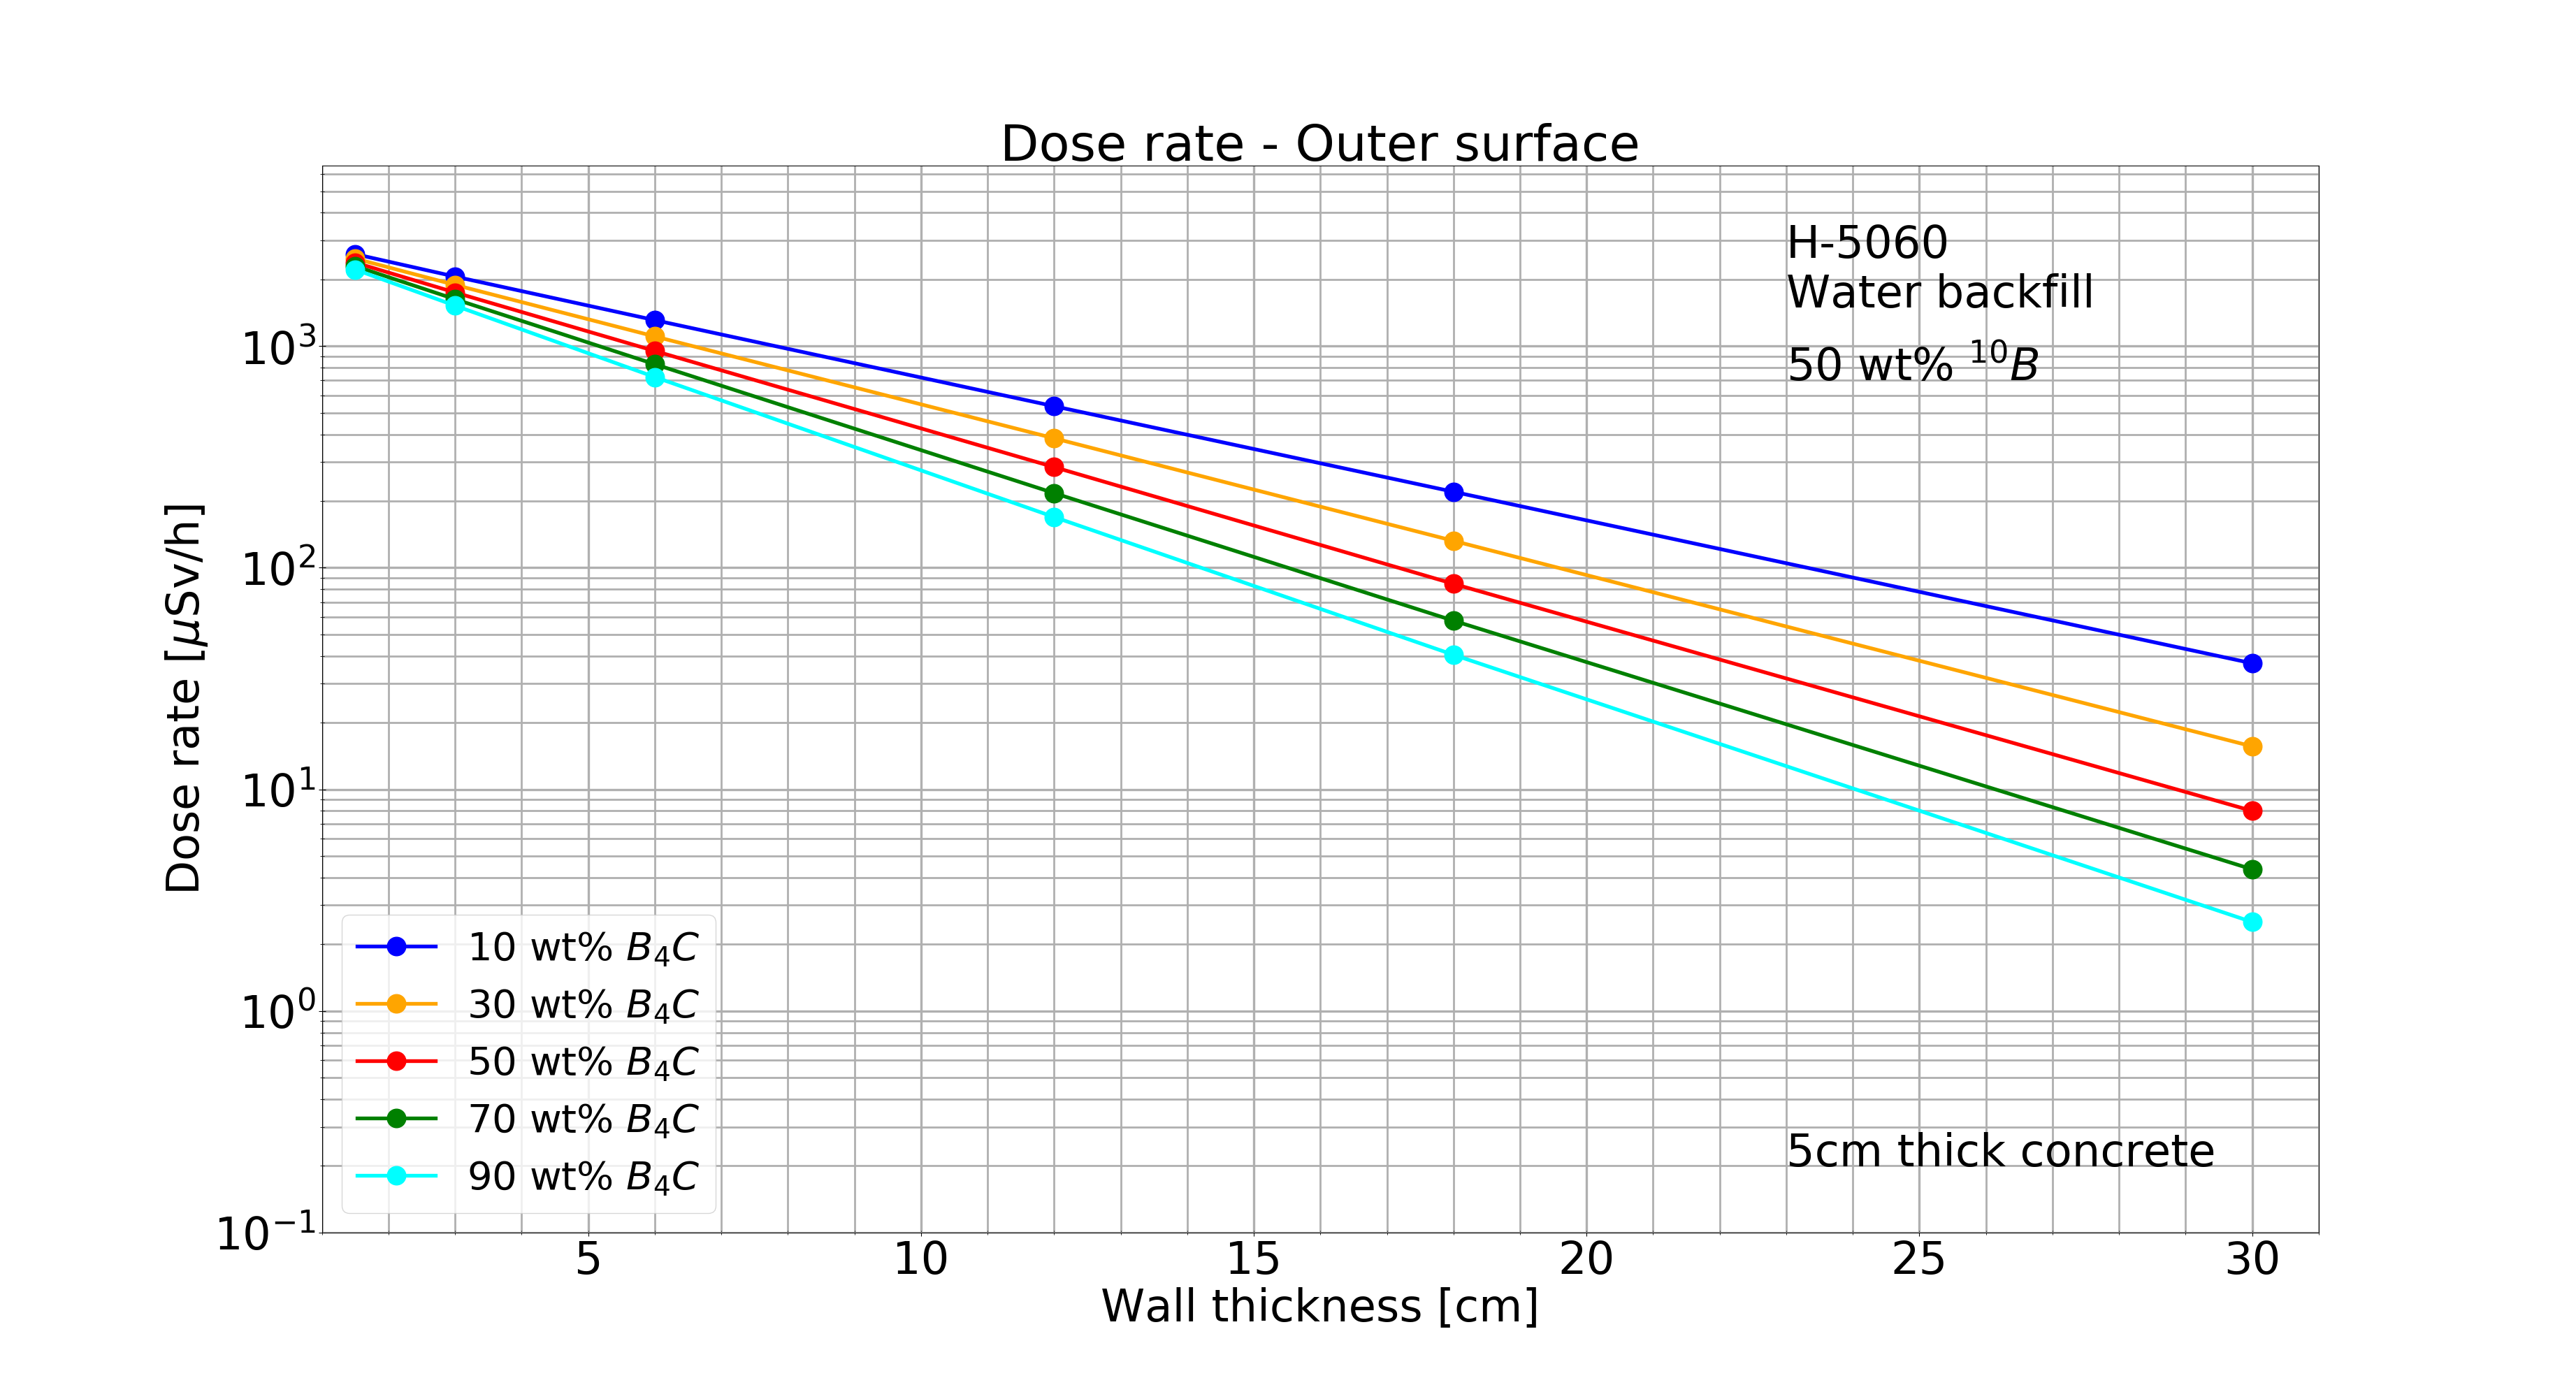 Dose rate - Outer surface
H-5060
Water backfill
50 wt% ¹⁰B
10³
10²
10¹
10⁰
10⁻¹
Dose rate [μSv/h]
10 wt% B₄C
30 wt% B₄C
50 wt% B₄C
70 wt% B₄C
90 wt% B₄C
5cm thick concrete
5 10 15 20 25 30
Wall thickness [cm]